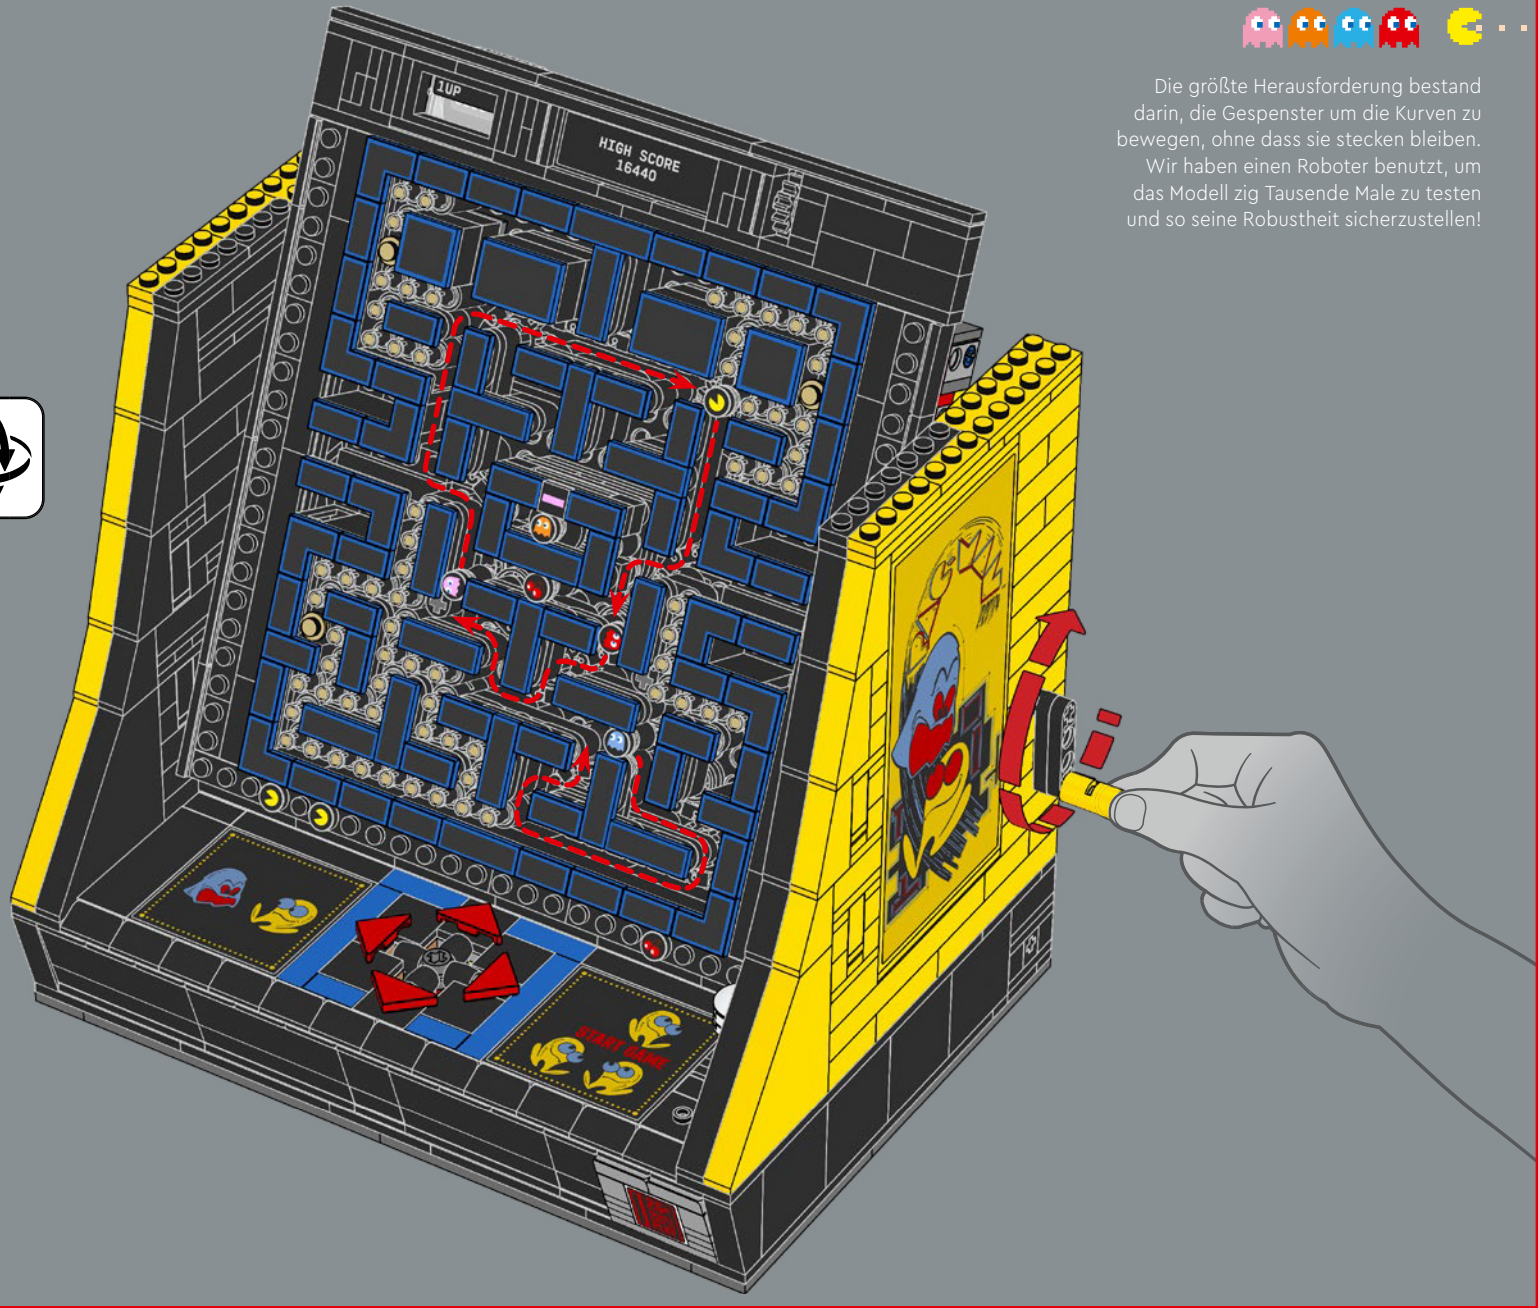 Die größte Herausforderung bestand
darin, die Gespenster um die Kurven zu
bewegen, ohne dass sie stecken bleiben.
Wir haben einen Roboter benutzt, um
das Modell zig Tausende Male zu testen
und so seine Robustheit sicherzustellen!
1UP
HIGH SCORE
16440
START GAME